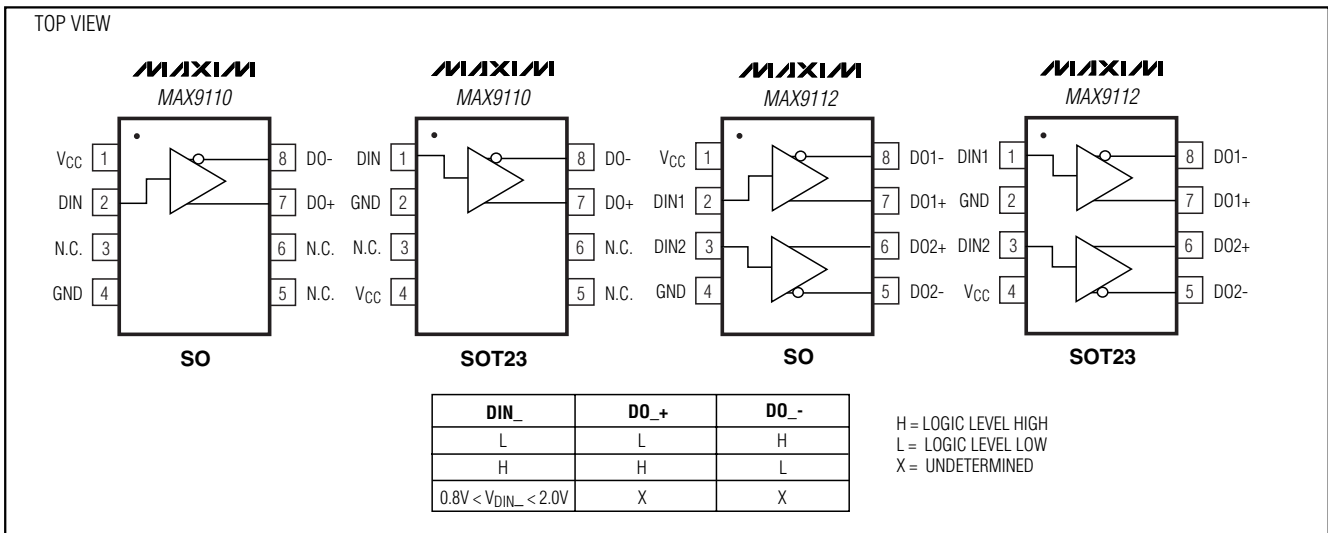 TOP VIEW
MAXIM MAXIM MAXIM MAXIM
MAX9110 MAX9110 MAX9112 MAX9112
VCC 1 8 DO- DIN 1 8 DO- VCC 1 8 DO1- DIN1 1 8 DO1-
DIN 2 7 DO+ GND 2 7 DO+ DIN1 2 7 DO1+ GND 2 7 DO1+
N.C. 3 6 N.C. N.C. 3 6 N.C. DIN2 3 6 DO2+ DIN2 3 6 DO2+
GND 4 5 N.C. VCC 4 5 N.C. GND 4 5 DO2- VCC 4 5 DO2-
SO SOT23 SO SOT23
DIN_ DO_+ DO_-
L L H
H H L
0.8V < VDIN_ < 2.0V X X
H = LOGIC LEVEL HIGH
L = LOGIC LEVEL LOW
X = UNDETERMINED